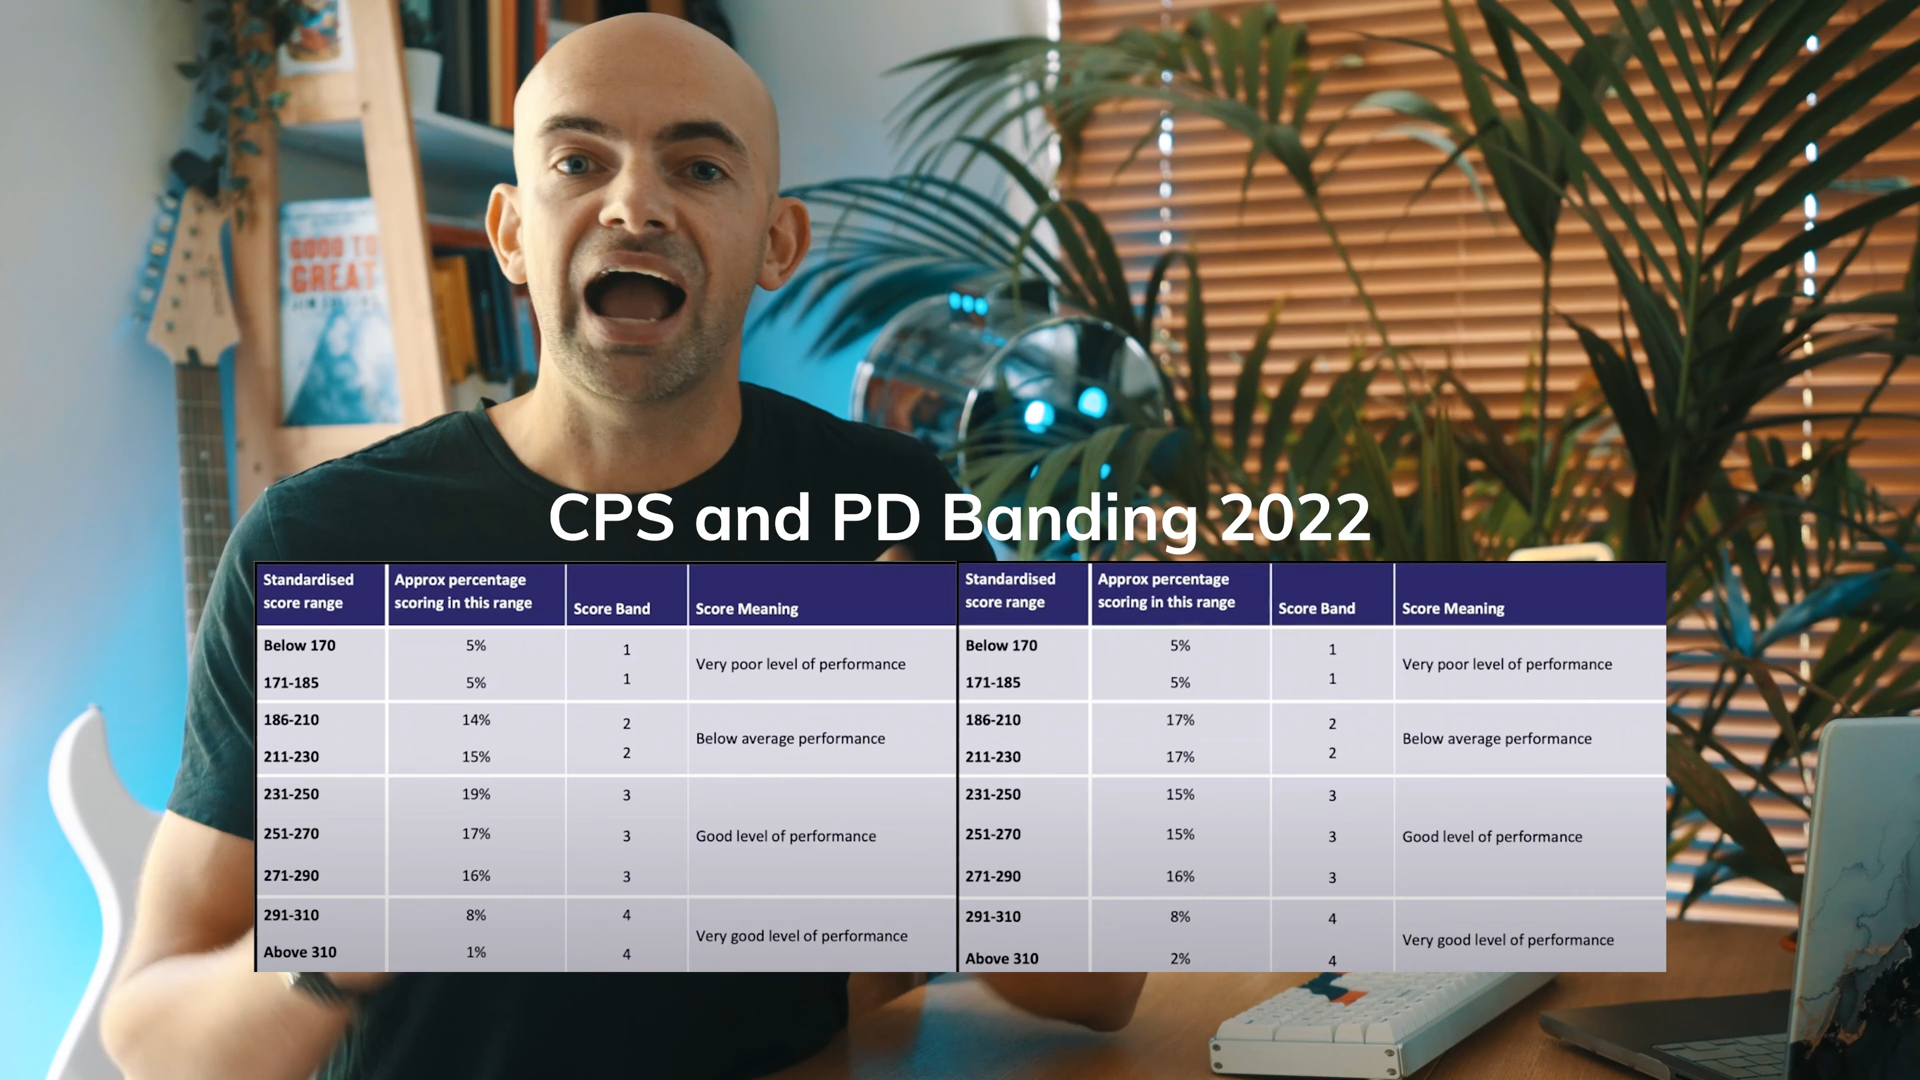 GOOD TO
GREAT
JIM COLLINS
CPS and PD Banding 2022
Standardised score range | Approx percentage scoring in this range | Score Band | Score Meaning
Below 170 | 5% | 1 | Very poor level of performance
171-185 | 5% | 1
186-210 | 14% | 2 | Below average performance
211-230 | 15% | 2
231-250 | 19% | 3
251-270 | 17% | 3 | Good level of performance
271-290 | 16% | 3
291-310 | 8% | 4 | Very good level of performance
Above 310 | 1% | 4
Standardised score range | Approx percentage scoring in this range | Score Band | Score Meaning
Below 170 | 5% | 1 | Very poor level of performance
171-185 | 5% | 1
186-210 | 17% | 2 | Below average performance
211-230 | 17% | 2
231-250 | 15% | 3
251-270 | 15% | 3 | Good level of performance
271-290 | 16% | 3
291-310 | 8% | 4 | Very good level of performance
Above 310 | 2% | 4